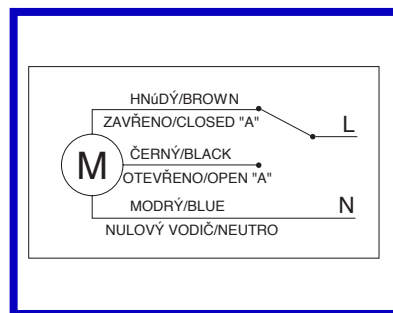 HNúDÝ/BROWN
ZAVŘENO/CLOSED "A"
L
M
ČERNÝ/BLACK
OTEVŘENO/OPEN "A"
MODRÝ/BLUE
N
NULOVÝ VODIČ/NEUTRO